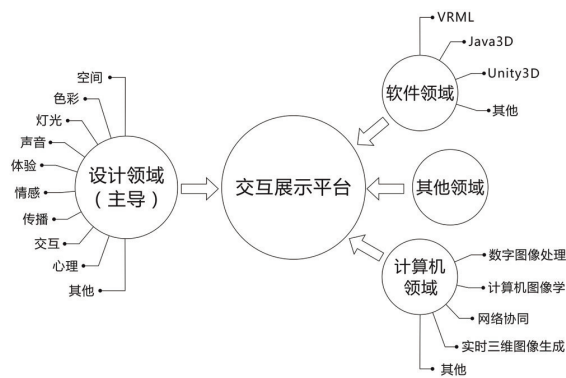 空间
色彩
灯光
声音
体验
情感
传播
交互
心理
其他
设计领域
（主导）
交互展示平台
VRML
Java3D
Unity3D
其他
软件领域
其他领域
计算机
领域
数字图像处理
计算机图像学
网络协同
实时三维图像生成
其他